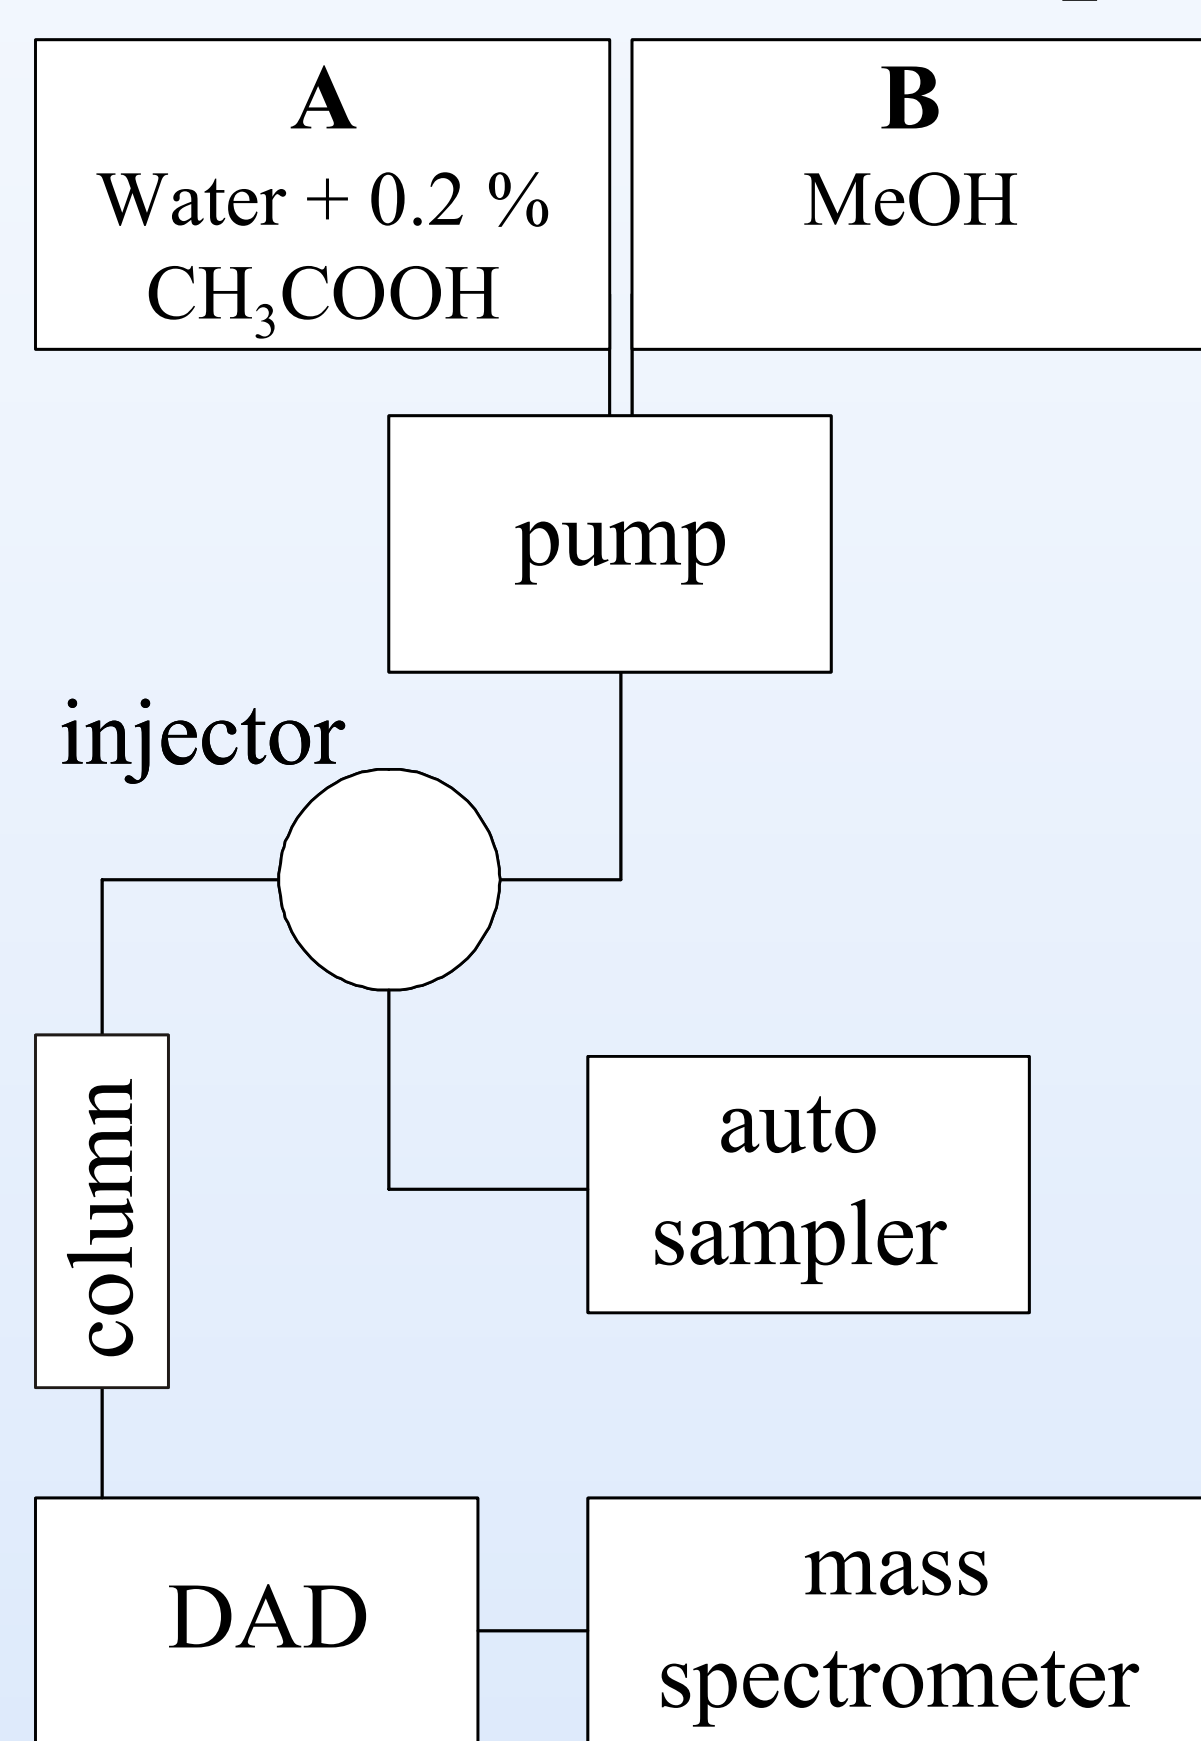 A
Water + 0.2 %
CH₃COOH
B
MeOH
pump
injector
column
auto
sampler
DAD
mass
spectrometer